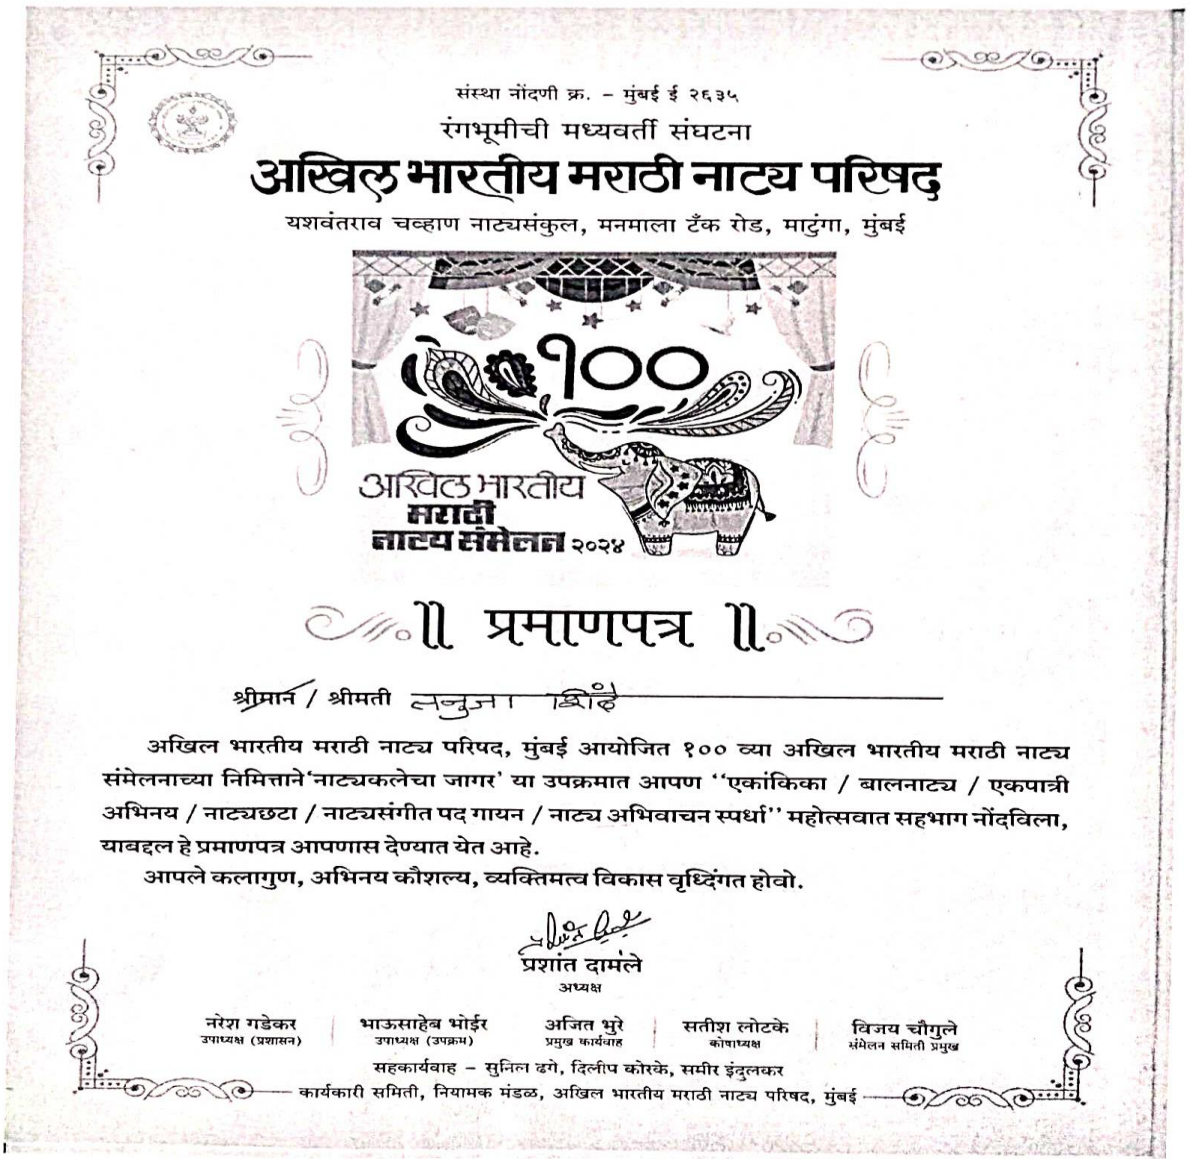 संस्था नोंदणी क्र. – मुंबई ई २६३५
रंगभूमीची मध्यवर्ती संघटना
अखिल भारतीय मराठी नाट्य परिषद
यशवंतराव चव्हाण नाट्यसंकुल, मनमाला टँक रोड, माटुंगा, मुंबई
१००
अखिल भारतीय
मराठी
नाट्य संमेलन २०२४
॥ प्रमाणपत्र ॥
श्रीमान / श्रीमती तनुजा शिंदे
अखिल भारतीय मराठी नाट्य परिषद, मुंबई आयोजित १०० व्या अखिल भारतीय मराठी नाट्य
संमेलनाच्या निमित्ताने 'नाट्यकलेचा जागर' या उपक्रमात आपण “एकांकिका / बालनाट्य / एकपात्री
अभिनय / नाट्यछटा / नाट्यसंगीत पद गायन / नाट्य अभिवाचन स्पर्धा” महोत्सवात सहभाग नोंदविला,
याबद्दल हे प्रमाणपत्र आपणास देण्यात येत आहे.
आपले कलागुण, अभिनय कौशल्य, व्यक्तिमत्व विकास वृध्दिंगत होवो.
प्रशांत दामले
अध्यक्ष
नरेश गडेकर भाऊसाहेब भोईर अजित भुरे सतीश लोटके विजय चौगुले
उपाध्यक्ष (प्रशासन) उपाध्यक्ष (उपक्रम) प्रमुख कार्यवाह कोषाध्यक्ष संमेलन समिती प्रमुख
सहकार्यवाह – सुनिल ढगे, दिलीप कोरके, समीर इंदुलकर
कार्यकारी समिती, नियामक मंडळ, अखिल भारतीय मराठी नाट्य परिषद, मुंबई